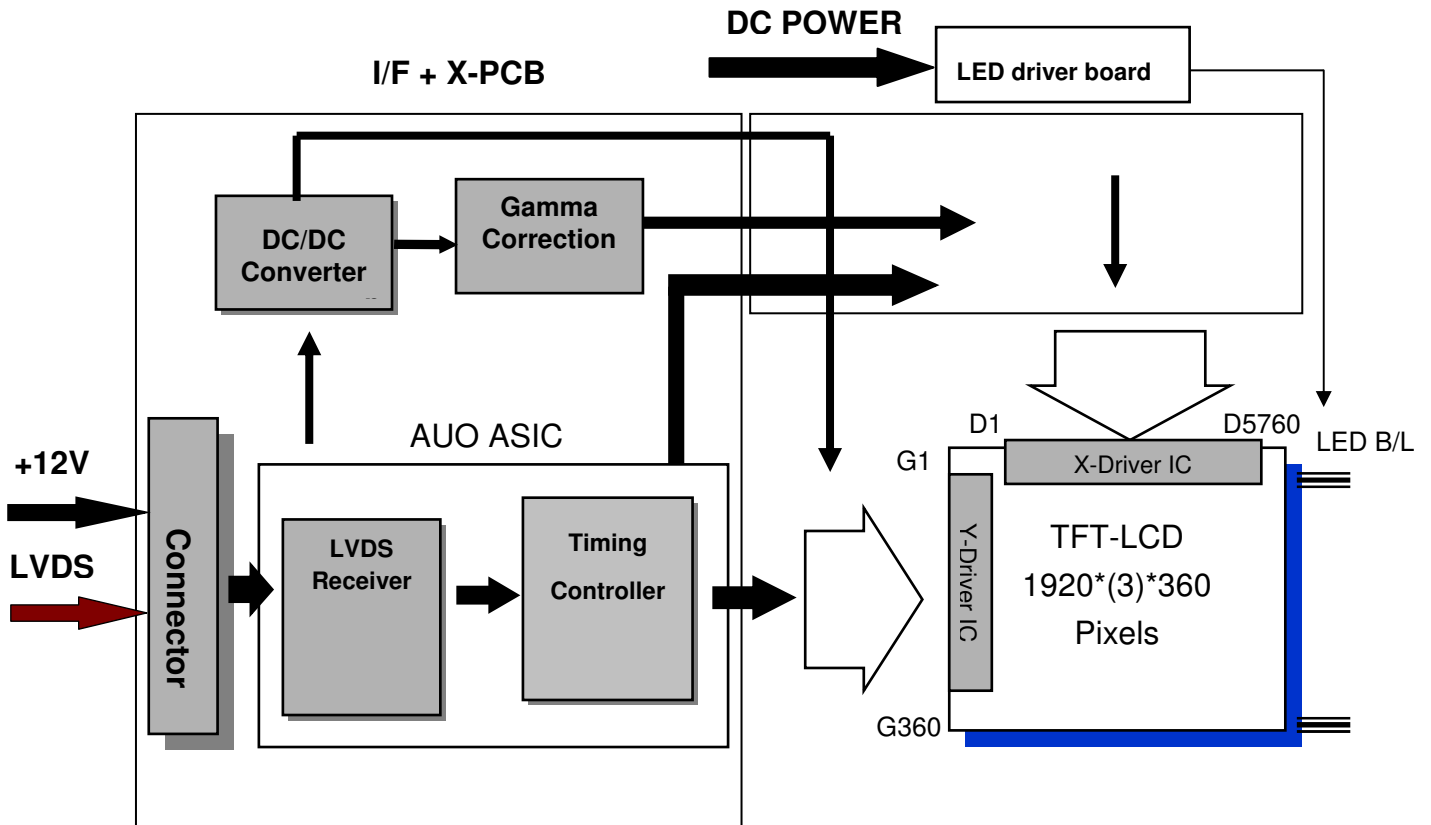 DC POWER
I/F + X-PCB
LED driver board
Gamma
Correction
DC/DC
Converter
AUO ASIC
+12V
LVDS
Connector
LVDS
Receiver
Timing
Controller
D1
D5760
LED B/L
G1
X-Driver IC
Y-Driver IC
TFT-LCD
1920*(3)*360
Pixels
G360